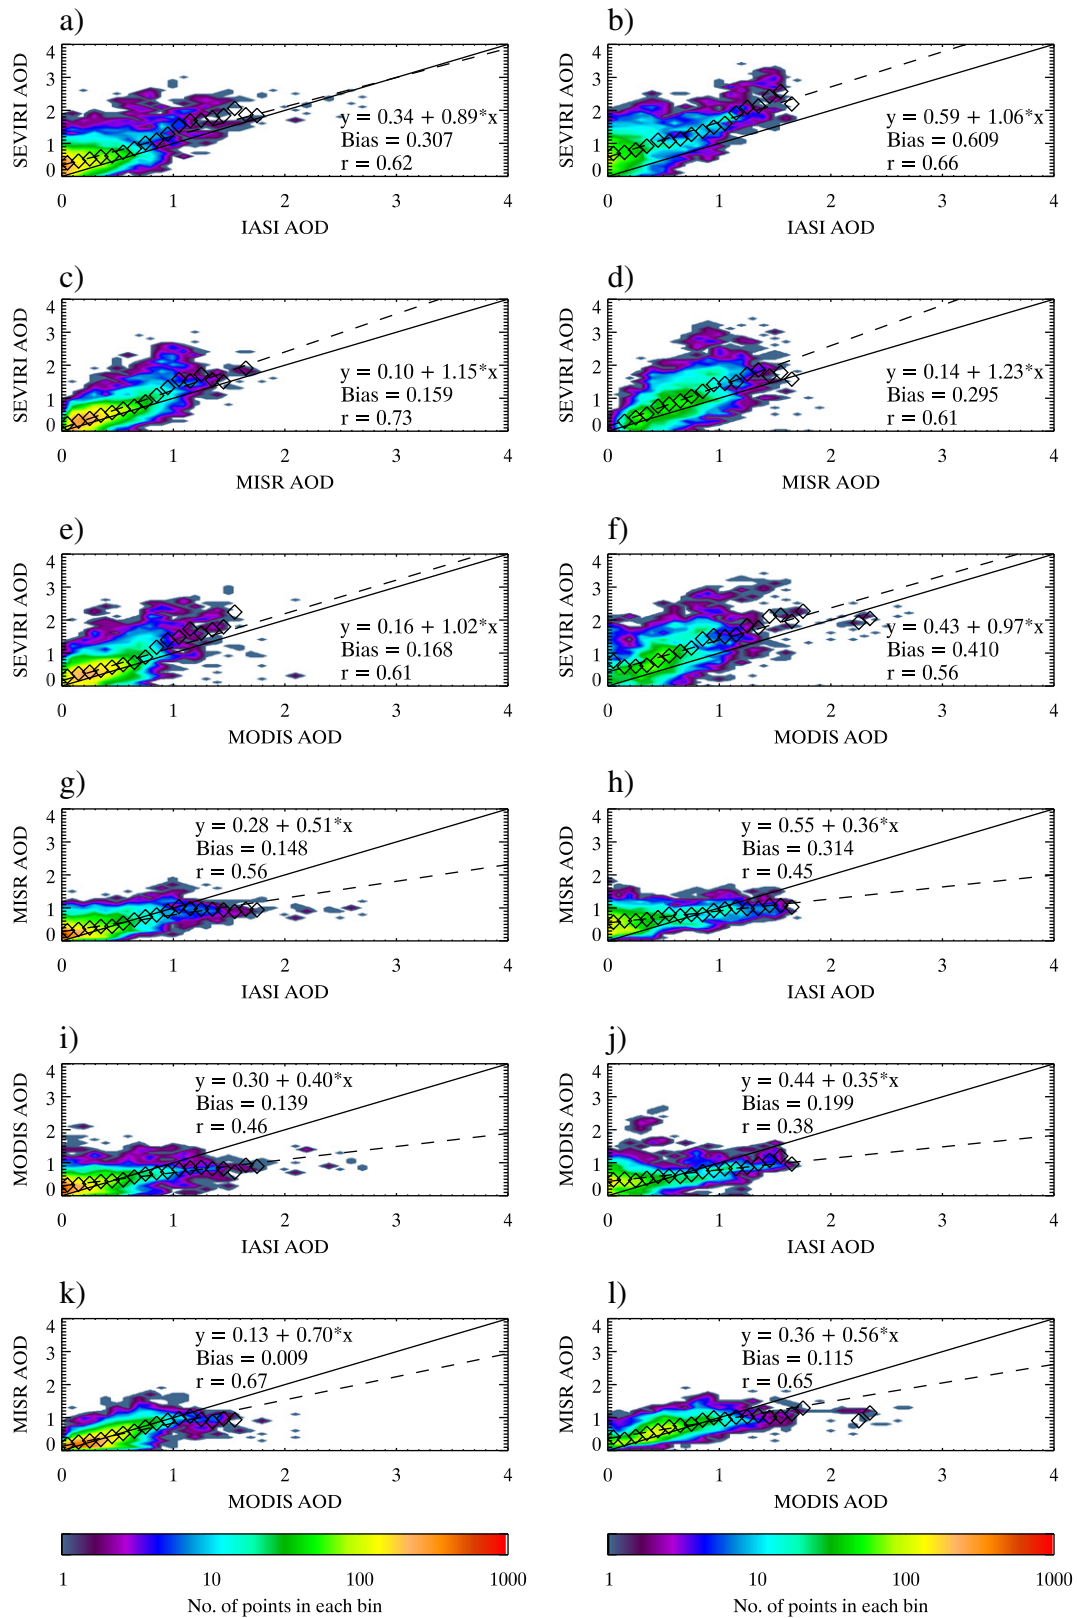 a)
SEVIRI AOD
4
3
2
1
0
y = 0.34 + 0.89*x
Bias = 0.307
r = 0.62
0 1 2 3 4
IASI AOD
b)
SEVIRI AOD
4
3
2
1
0
y = 0.59 + 1.06*x
Bias = 0.609
r = 0.66
0 1 2 3 4
IASI AOD
c)
SEVIRI AOD
4
3
2
1
0
y = 0.10 + 1.15*x
Bias = 0.159
r = 0.73
0 1 2 3 4
MISR AOD
d)
SEVIRI AOD
4
3
2
1
0
y = 0.14 + 1.23*x
Bias = 0.295
r = 0.61
0 1 2 3 4
MISR AOD
e)
SEVIRI AOD
4
3
2
1
0
y = 0.16 + 1.02*x
Bias = 0.168
r = 0.61
0 1 2 3 4
MODIS AOD
f)
SEVIRI AOD
4
3
2
1
0
y = 0.43 + 0.97*x
Bias = 0.410
r = 0.56
0 1 2 3 4
MODIS AOD
g)
MISR AOD
4
3
2
1
0
y = 0.28 + 0.51*x
Bias = 0.148
r = 0.56
0 1 2 3 4
IASI AOD
h)
MISR AOD
4
3
2
1
0
y = 0.55 + 0.36*x
Bias = 0.314
r = 0.45
0 1 2 3 4
IASI AOD
i)
MODIS AOD
4
3
2
1
0
y = 0.30 + 0.40*x
Bias = 0.139
r = 0.46
0 1 2 3 4
IASI AOD
j)
MODIS AOD
4
3
2
1
0
y = 0.44 + 0.35*x
Bias = 0.199
r = 0.38
0 1 2 3 4
IASI AOD
k)
MISR AOD
4
3
2
1
0
y = 0.13 + 0.70*x
Bias = 0.009
r = 0.67
0 1 2 3 4
MODIS AOD
l)
MISR AOD
4
3
2
1
0
y = 0.36 + 0.56*x
Bias = 0.115
r = 0.65
0 1 2 3 4
MODIS AOD
1 10 100 1000
No. of points in each bin
1 10 100 1000
No. of points in each bin